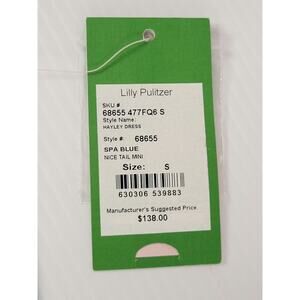 Lilly Pulitzer
SKU #
68655 477FQ6 S
Style Name:
HAYLEY DRESS
Style #: 68655
SPA BLUE
NICE TAIL MINI
Size: S
630306 539883
Manufacturer's Suggested Price
$138.00